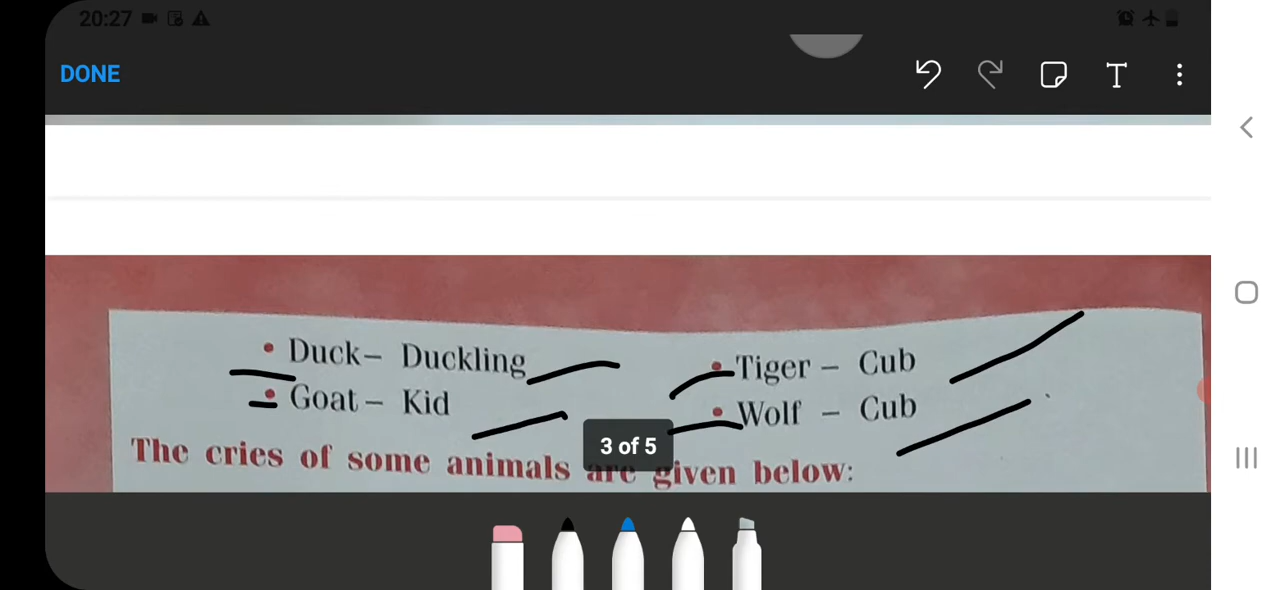 20:27
DONE
T
• Duck– Duckling
• Tiger – Cub
• Goat– Kid
• Wolf – Cub
3 of 5
The cries of some animals are given below: